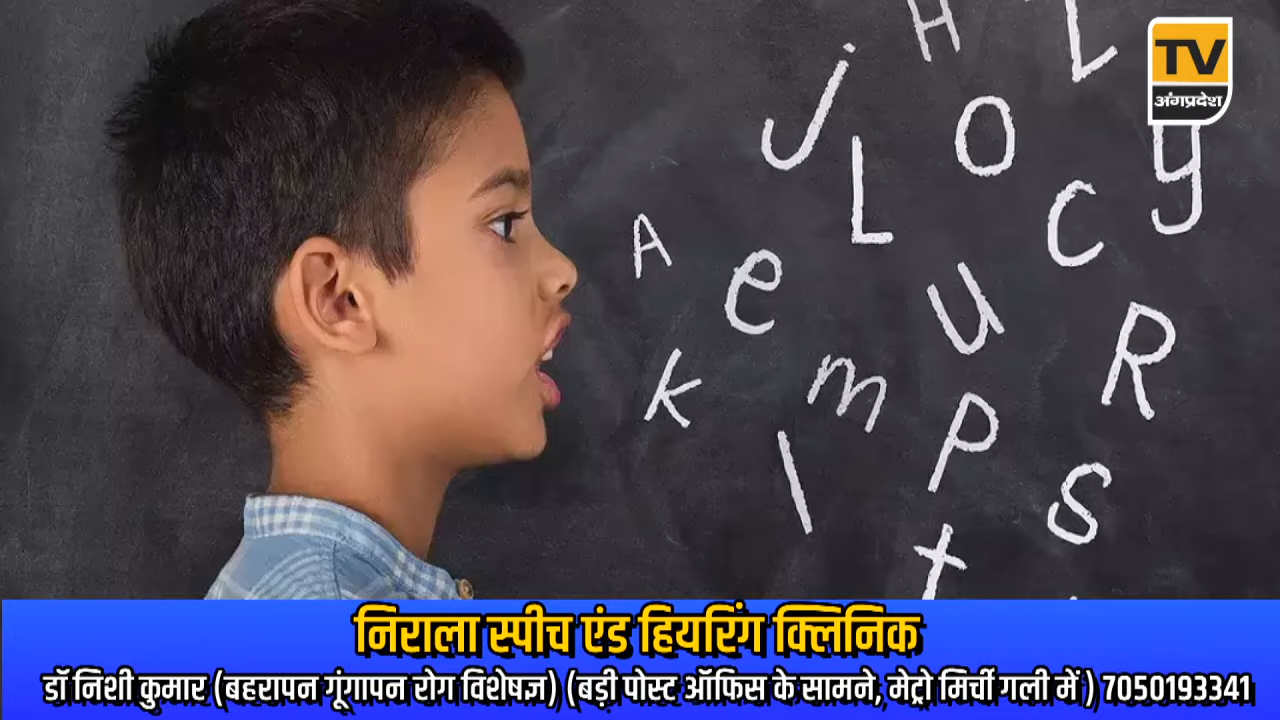 H
L
TV
अंगप्रदेश
j
o
y
L
c
A
e
u
R
k
m
P
l
s
t
निराला स्पीच एंड हियरिंग क्लिनिक
डॉ निशी कुमार (बहरापन गूंगापन रोग विशेषज्ञ) (बड़ी पोस्ट ऑफिस के सामने, मेट्रो मिर्ची गली में ) 7050193341